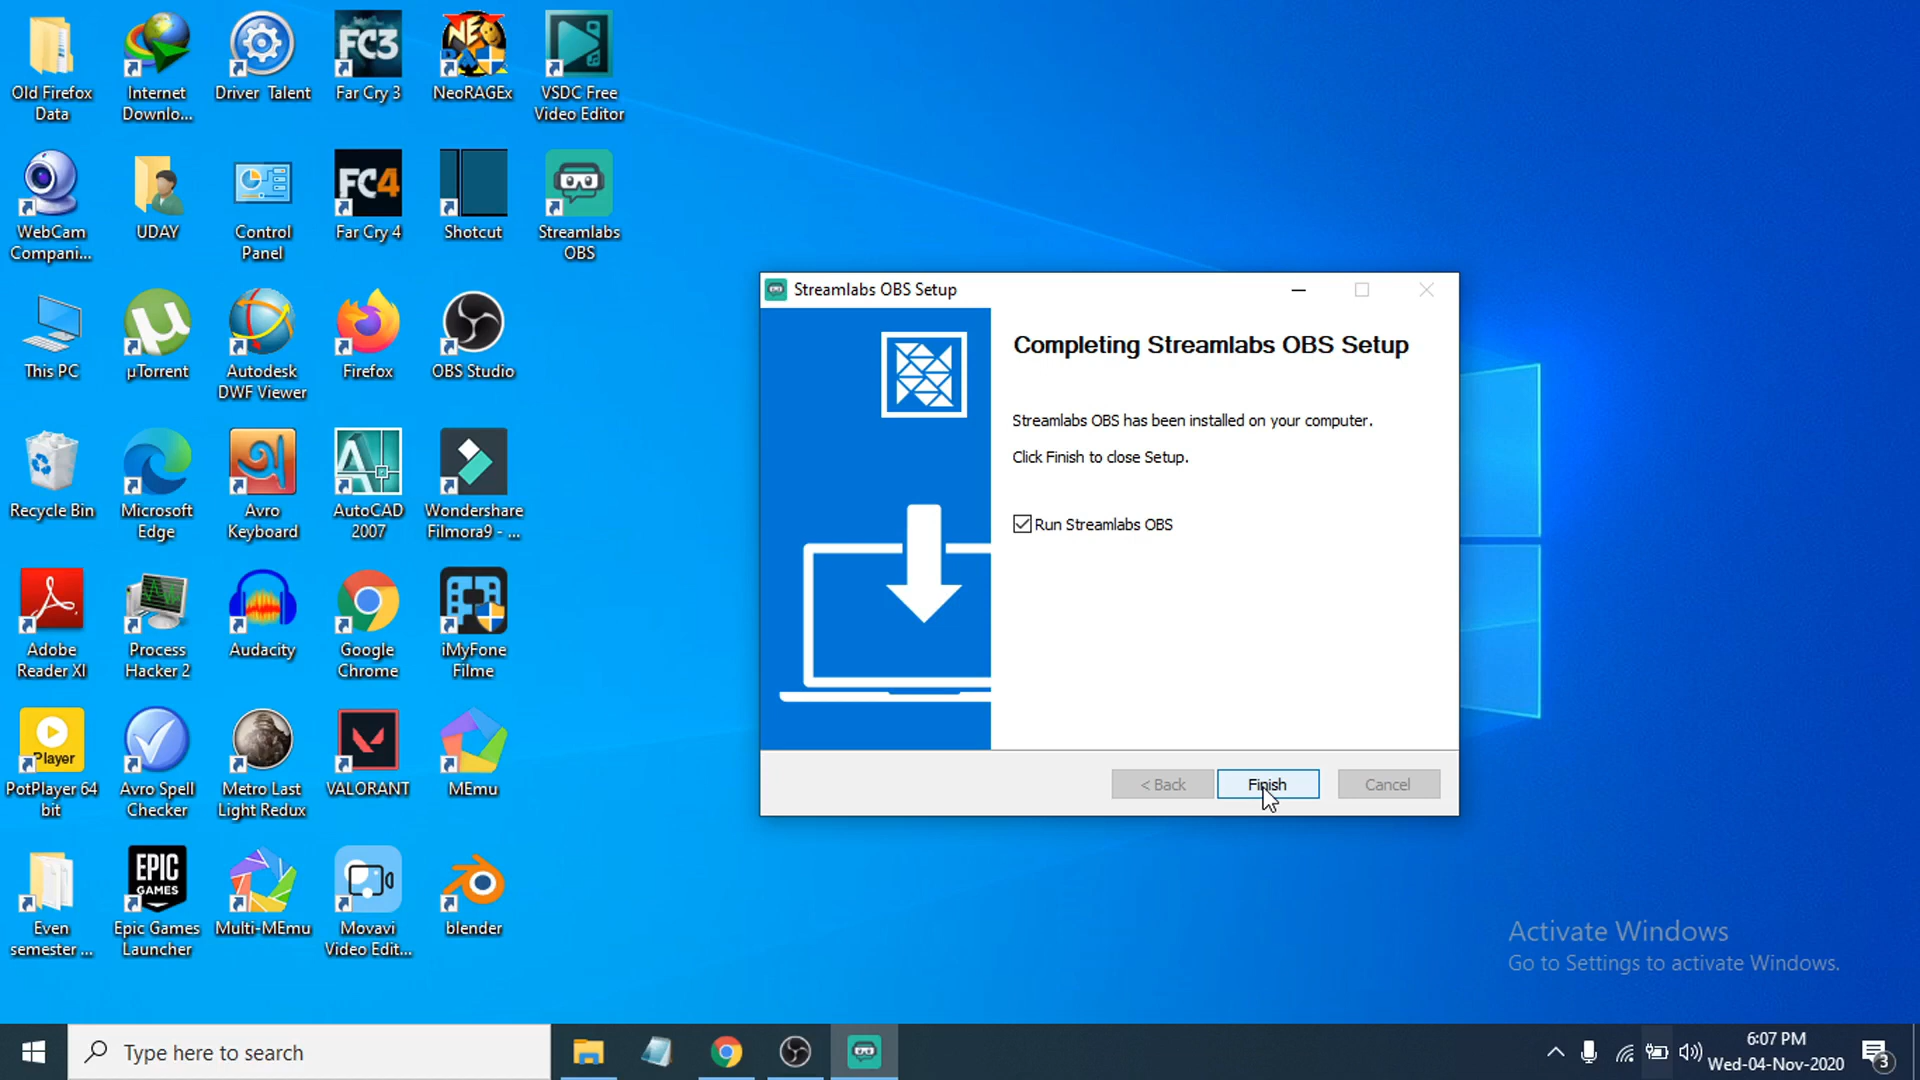 Old Firefox
Data
Internet
Downlo...
Driver Talent
FC3
Far Cry 3
NEO
NeoRAGEx
VSDC Free
Video Editor
WebCam
Compani...
UDAY
Control
Panel
FC4
Far Cry 4
Shotcut
Streamlabs
OBS
This PC
µTorrent
Autodesk
DWF Viewer
Firefox
OBS Studio
Recycle Bin
Microsoft
Edge
Avro
Keyboard
AutoCAD
2007
Wondershare
Filmora9 - ...
Adobe
Reader XI
Process
Hacker 2
Audacity
Google
Chrome
iMyFone
Filme
Player
PotPlayer 64
bit
Avro Spell
Checker
Metro Last
Light Redux
VALORANT
MEmu
Even
semester ...
EPIC
GAMES
Epic Games
Launcher
Multi-MEmu
Movavi
Video Edit...
blender
Streamlabs OBS Setup
Completing Streamlabs OBS Setup
Streamlabs OBS has been installed on your computer.
Click Finish to close Setup.
Run Streamlabs OBS
< Back
Finish
Cancel
Activate Windows
Go to Settings to activate Windows.
Type here to search
6:07 PM
Wed-04-Nov-2020
3